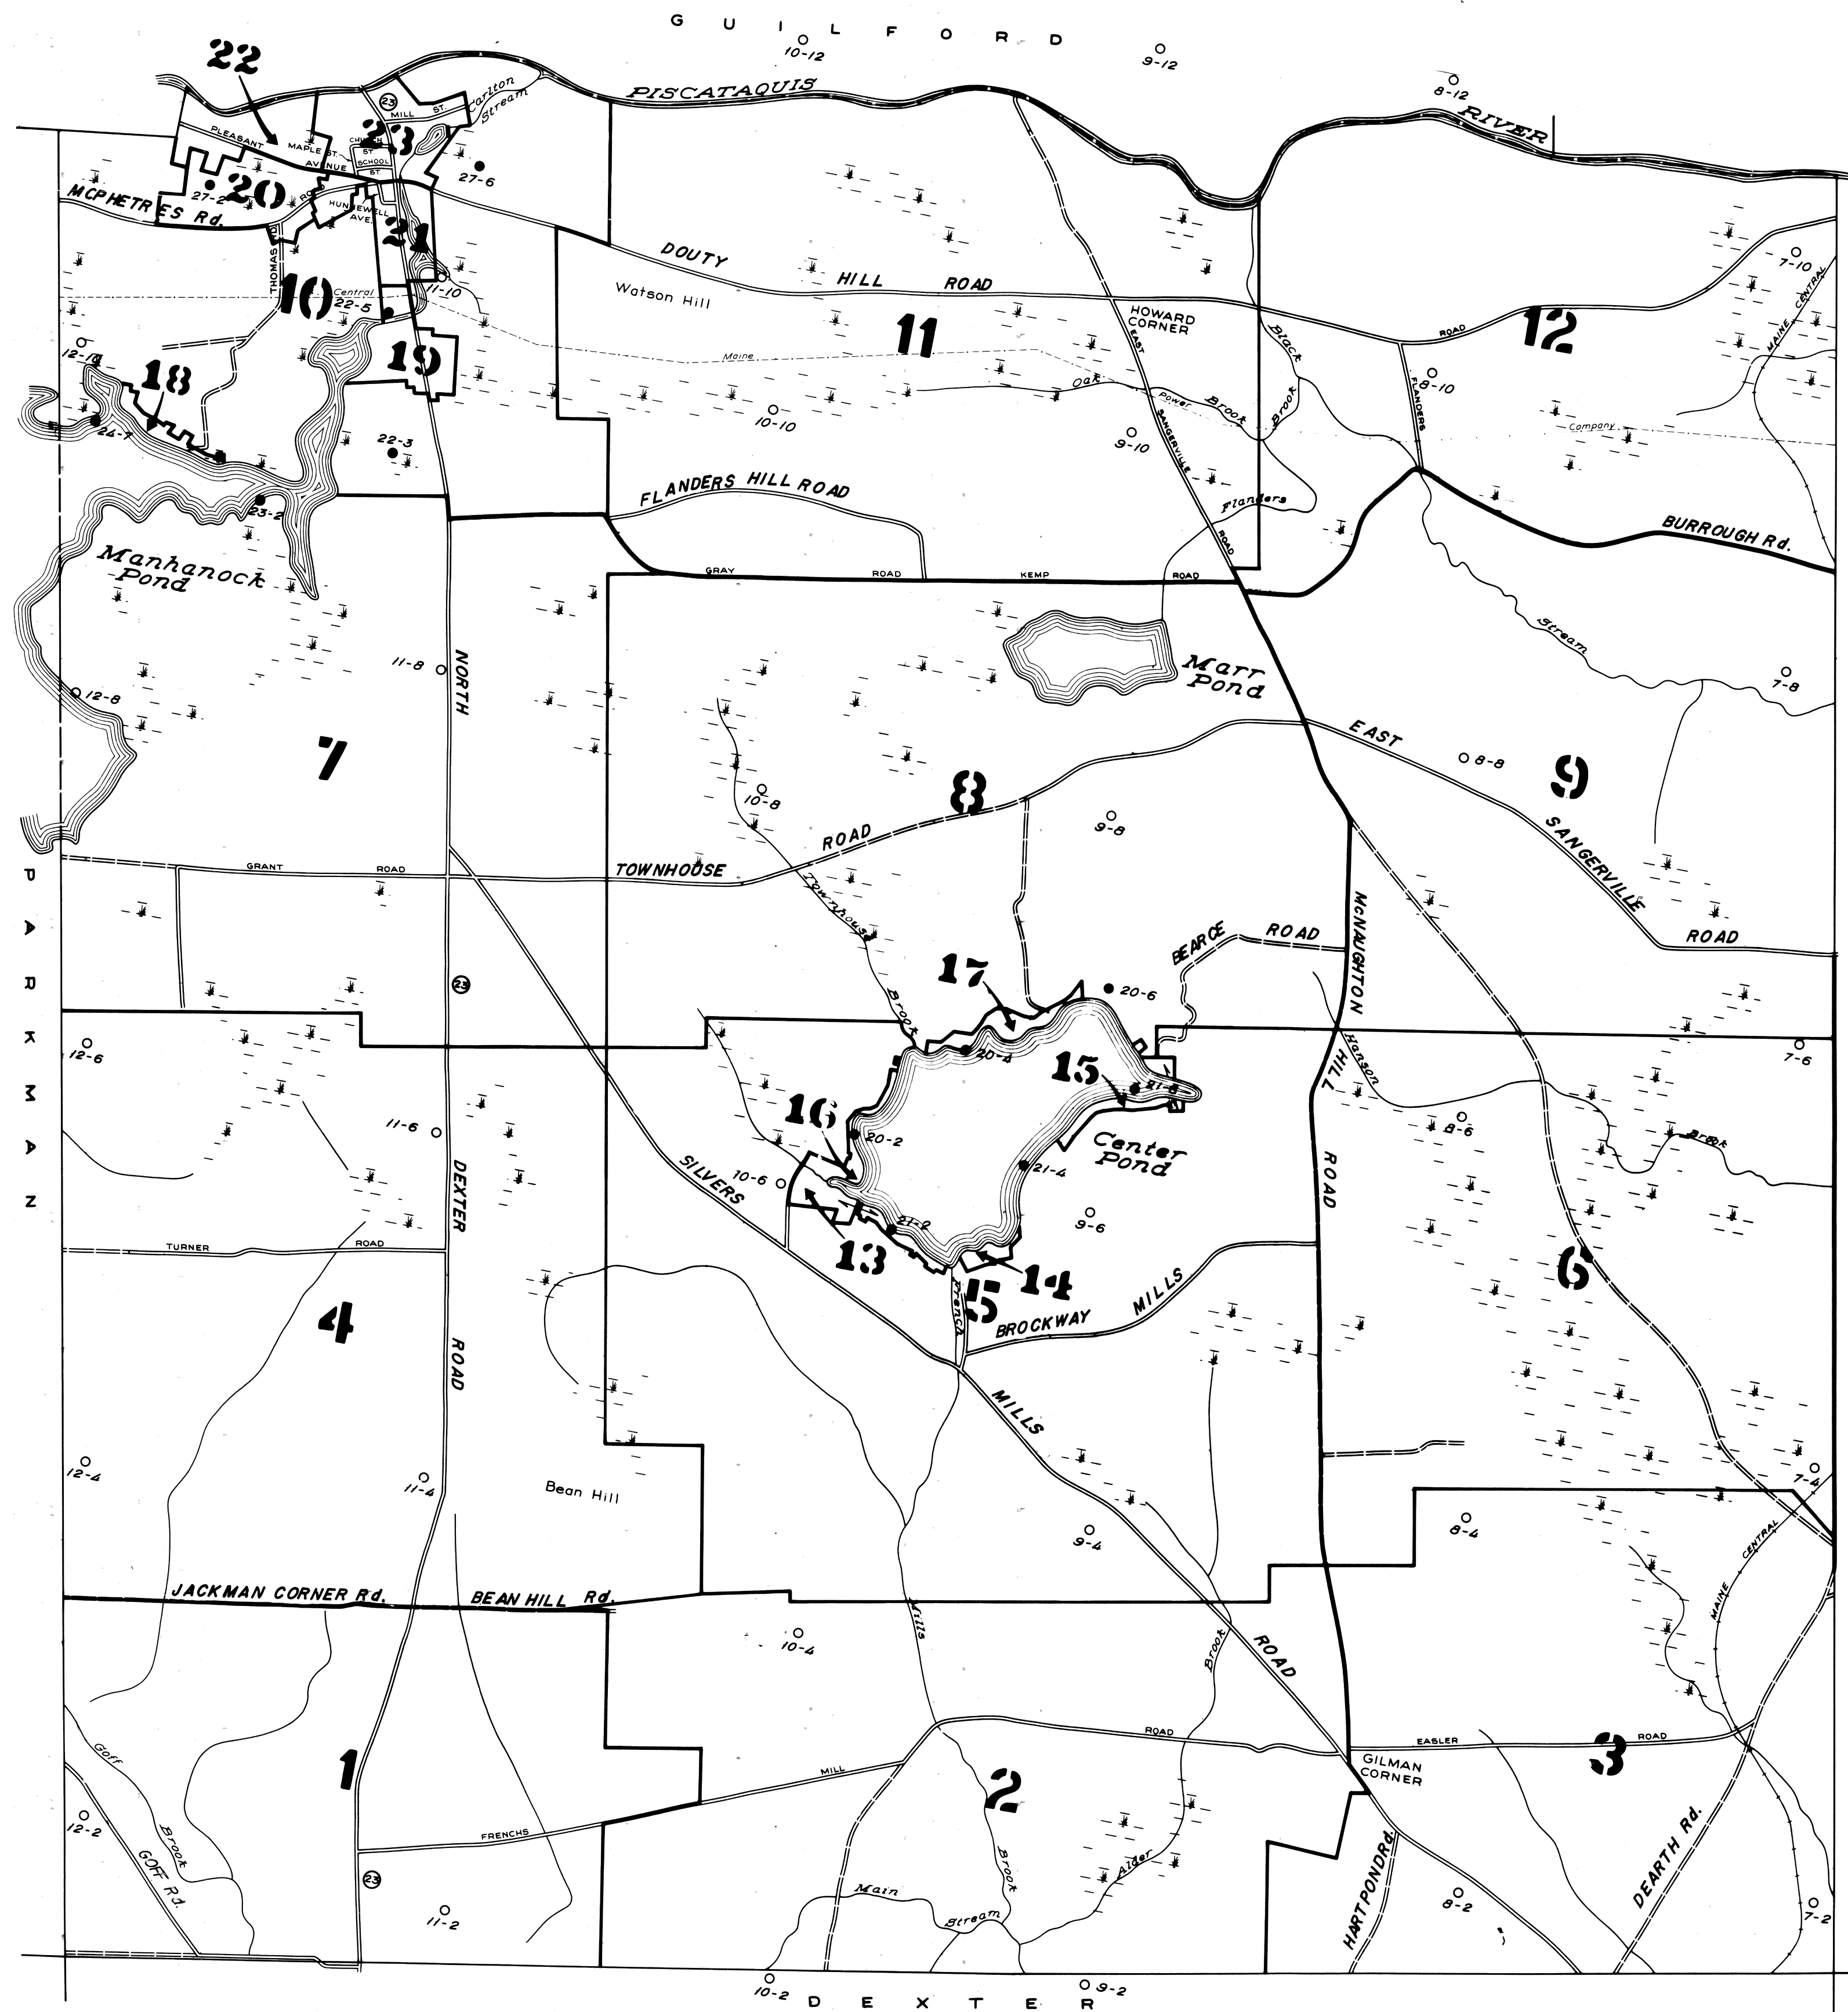 GUILFORD
10-12
9-12
8-12
22
PISCATAQUIS
RIVER
Carlton
Stream
23
MILL ST.
23
PLEASANT
MAPLE ST.
AVENUE
CHURCH
ST.
SCHOOL
ST.
27-6
27-2
20
ROAD
HUNNEWELL
AVE.
MCPHETRES Rd.
21
THOMAS RD.
10
Central
22-5
11-10
DOUTY
HILL
ROAD
Watson Hill
HOWARD
CORNER
11
12
7-10
MAINE
CENTRAL
ROAD
Black
Brook
Maine
Oak
Brook
Power
Company
EAST
SANGERVILLE
ROAD
FLANDERS
8-10
12-10
18
19
24-7
22-3
10-10
9-10
23-2
Manhanock
Pond
FLANDERS HILL ROAD
Flanders
Stream
BURROUGH Rd.
GRAY
ROAD
KEMP
ROAD
Marr
Pond
11-8
NORTH
12-8
7-8
7
8
9
10-8
9-8
8-8
EAST
SANGERVILLE
ROAD
GRANT
ROAD
TOWNHOUSE
ROAD
Townhouse
Brook
PARKMAN
23
BEARCE
ROAD
McNAUGHTON
HILL
ROAD
17
20-6
20-4
15
21-6
Hanson
Brook
12-6
7-6
11-6
16
20-2
Center
Pond
8-6
10-6
21-4
SILVERS
21-2
9-6
13
14
5
DEXTER
TURNER
ROAD
4
ROAD
French
BROCKWAY
MILLS
6
MILLS
12-4
11-4
Bean Hill
9-4
8-4
7-4
MAINE
CENTRAL
JACKMAN CORNER Rd.
BEAN HILL Rd.
Mills
10-4
Brook
ROAD
ROAD
EASLER
ROAD
GILMAN
CORNER
3
1
2
MILL
FRENCHS
Goff
Brook
12-2
GOFF Rd.
23
11-2
Brook
Alder
Main
Stream
HARTPOND Rd.
8-2
DEARTH Rd.
7-2
10-2
9-2
DEXTER